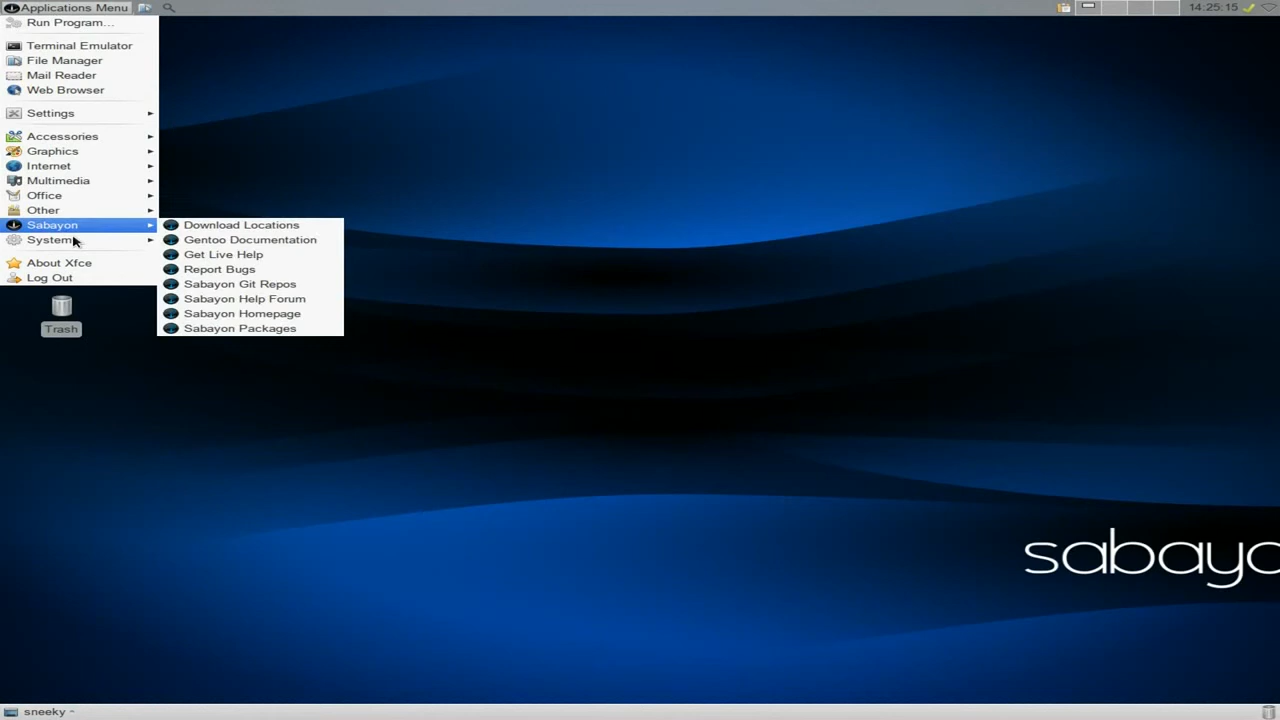 Applications Menu
14:25:15
Run Program...
Terminal Emulator
File Manager
Mail Reader
Web Browser
Settings
Accessories
Graphics
Internet
Multimedia
Office
Other
Sabayon
System
About Xfce
Log Out
Download Locations
Gentoo Documentation
Get Live Help
Report Bugs
Sabayon Git Repos
Sabayon Help Forum
Sabayon Homepage
Sabayon Packages
Trash
sabayo
sneeky